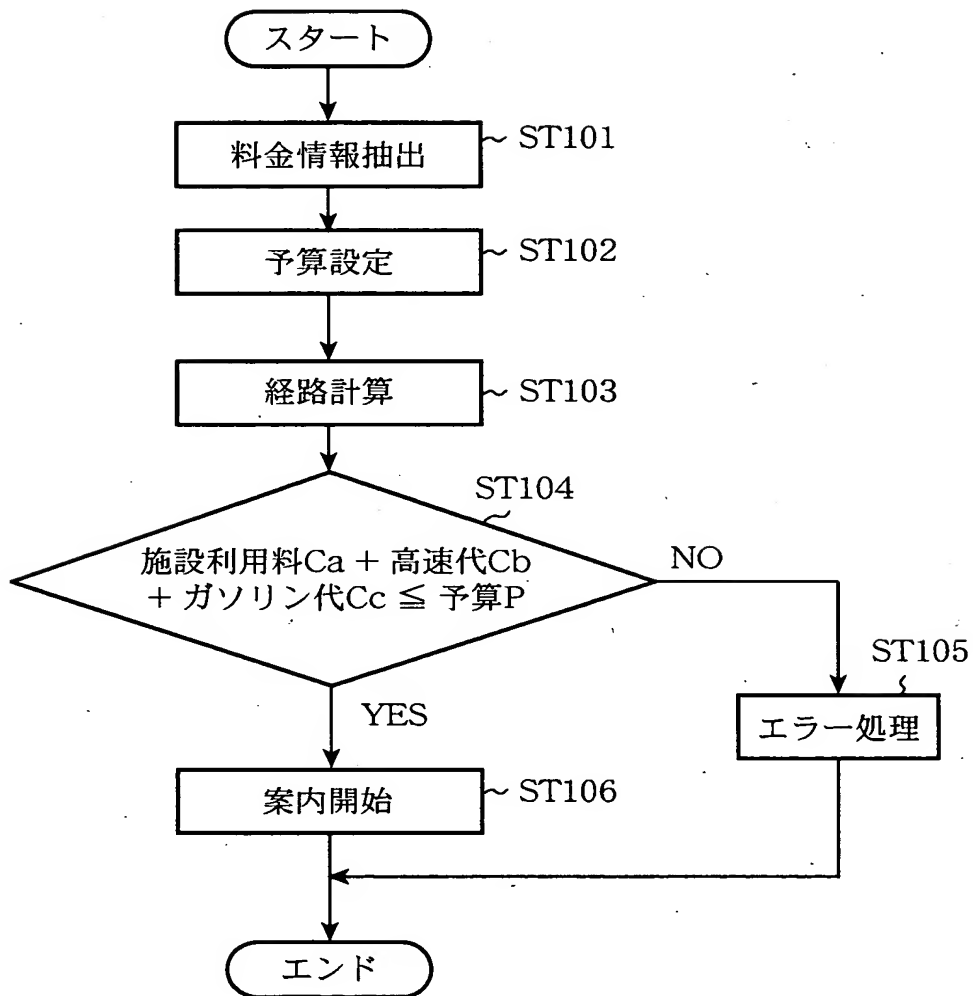 スタート
料金情報抽出
ST101
予算設定
ST102
経路計算
ST103
ST104
施設利用料Ca + 高速代Cb
+ ガソリン代Cc ≦ 予算P
NO
YES
ST105
エラー処理
案内開始
ST106
エンド